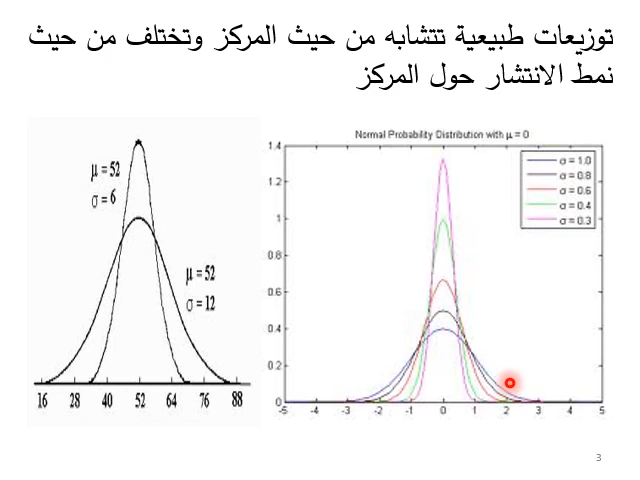 توزيعات طبيعية تتشابه من حيث المركز وتختلف من حيث
نمط الانتشار حول المركز
μ = 52
σ = 6
μ = 52
σ = 12
16 28 40 52 64 76 88
Normal Probability Distribution with μ = 0
1.4
1.2
1
0.8
0.6
0.4
0.2
0
-5 -4 -3 -2 -1 0 1 2 3 4 5
σ = 1.0
σ = 0.8
σ = 0.6
σ = 0.4
σ = 0.3
3